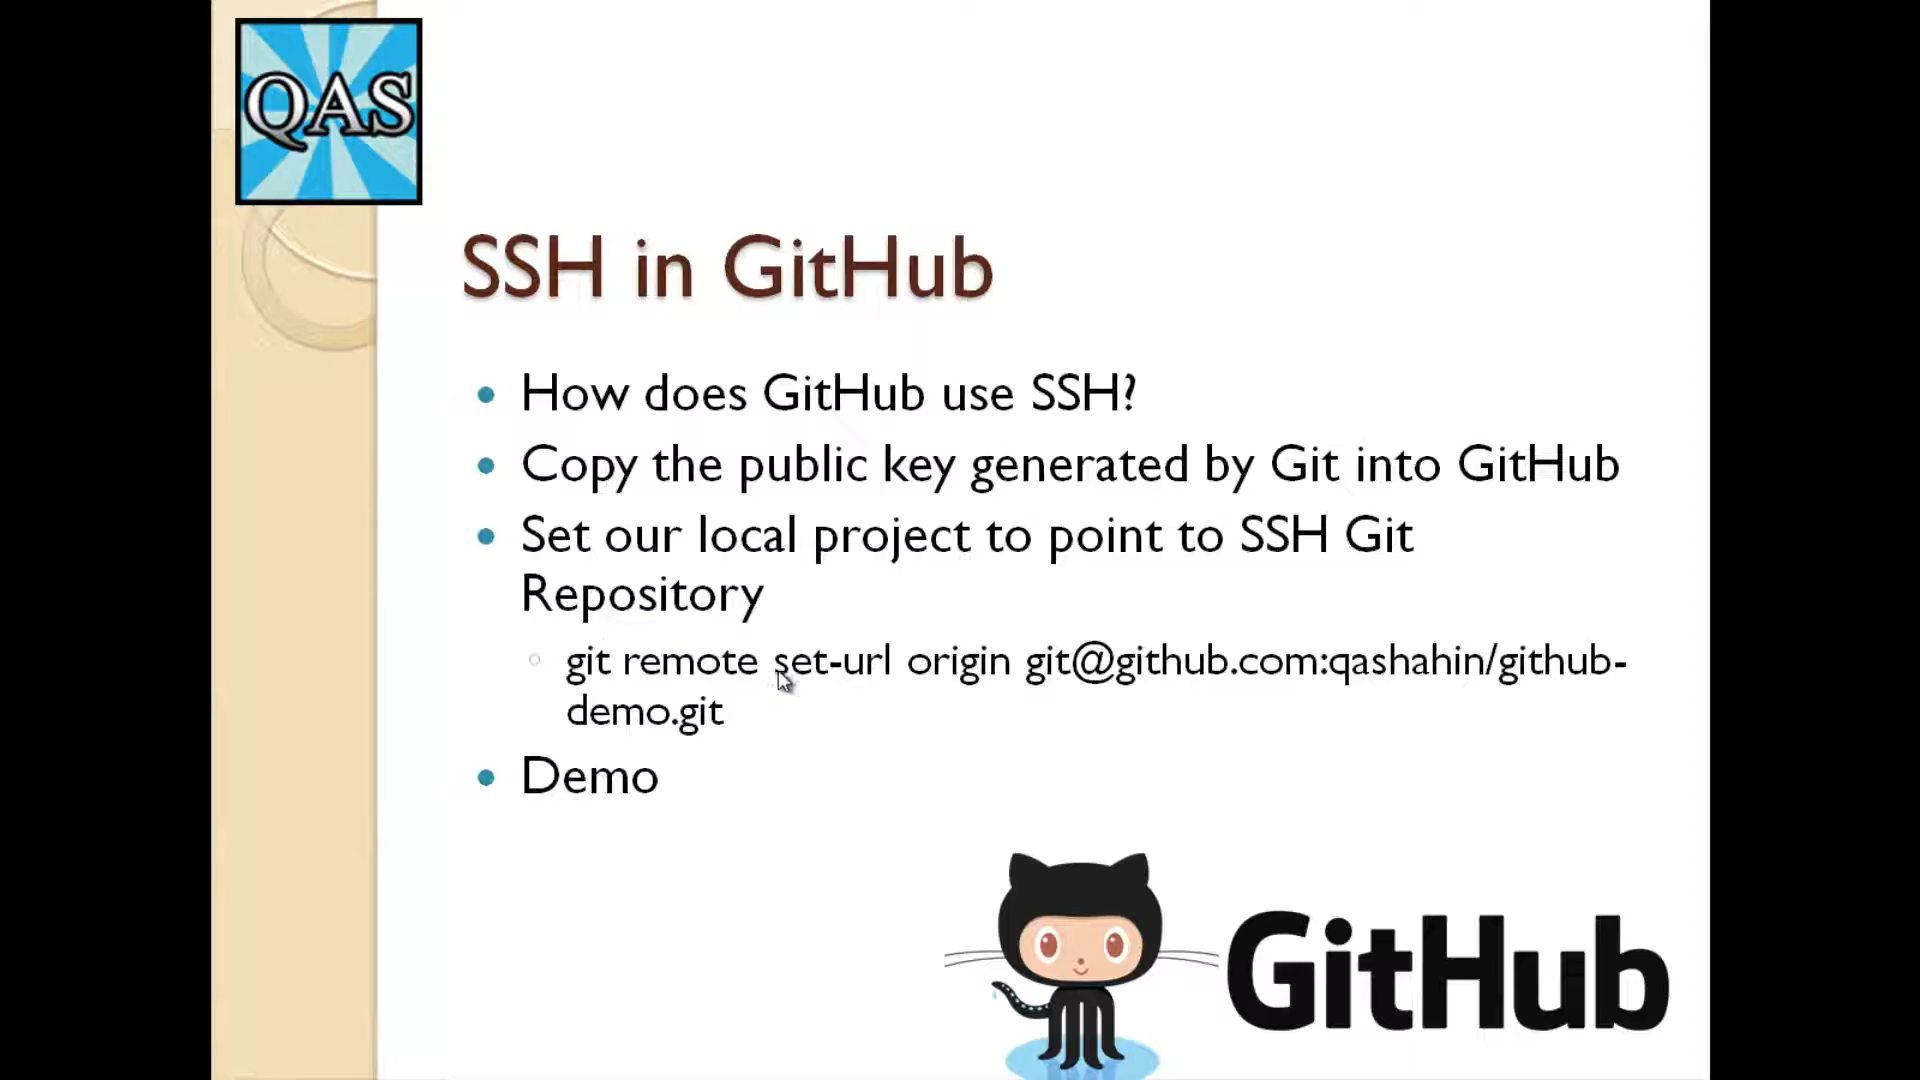 QAS
SSH in GitHub
How does GitHub use SSH?
Copy the public key generated by Git into GitHub
Set our local project to point to SSH Git
Repository
git remote set-url origin git@github.com:qashahin/github-
demo.git
Demo
GitHub